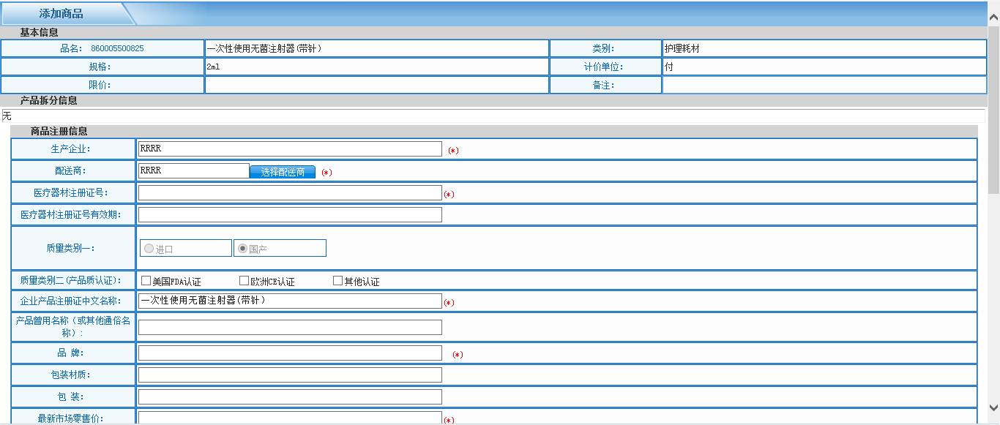 添加商品
基本信息
品名： 860005500825 一次性使用无菌注射器(带针) 类别： 护理耗材
规格： 2ml 计价单位： 付
限价： 备注：
产品拆分信息
无
商品注册信息
生产企业： RRRR (*)
配送商： RRRR 选择配送商 (*)
医疗器材注册证号： (*)
医疗器材注册证号有效期：
质量类别一： 进口 国产
质量类别二(产品质认证)： 美国FDA认证 欧洲CE认证 其他认证
企业产品注册证中文名称： 一次性使用无菌注射器(带针) (*)
产品曾用名称（或其他通俗名
称）：
品 牌： (*)
包装材质：
包 装：
最新市场零售价： (*)